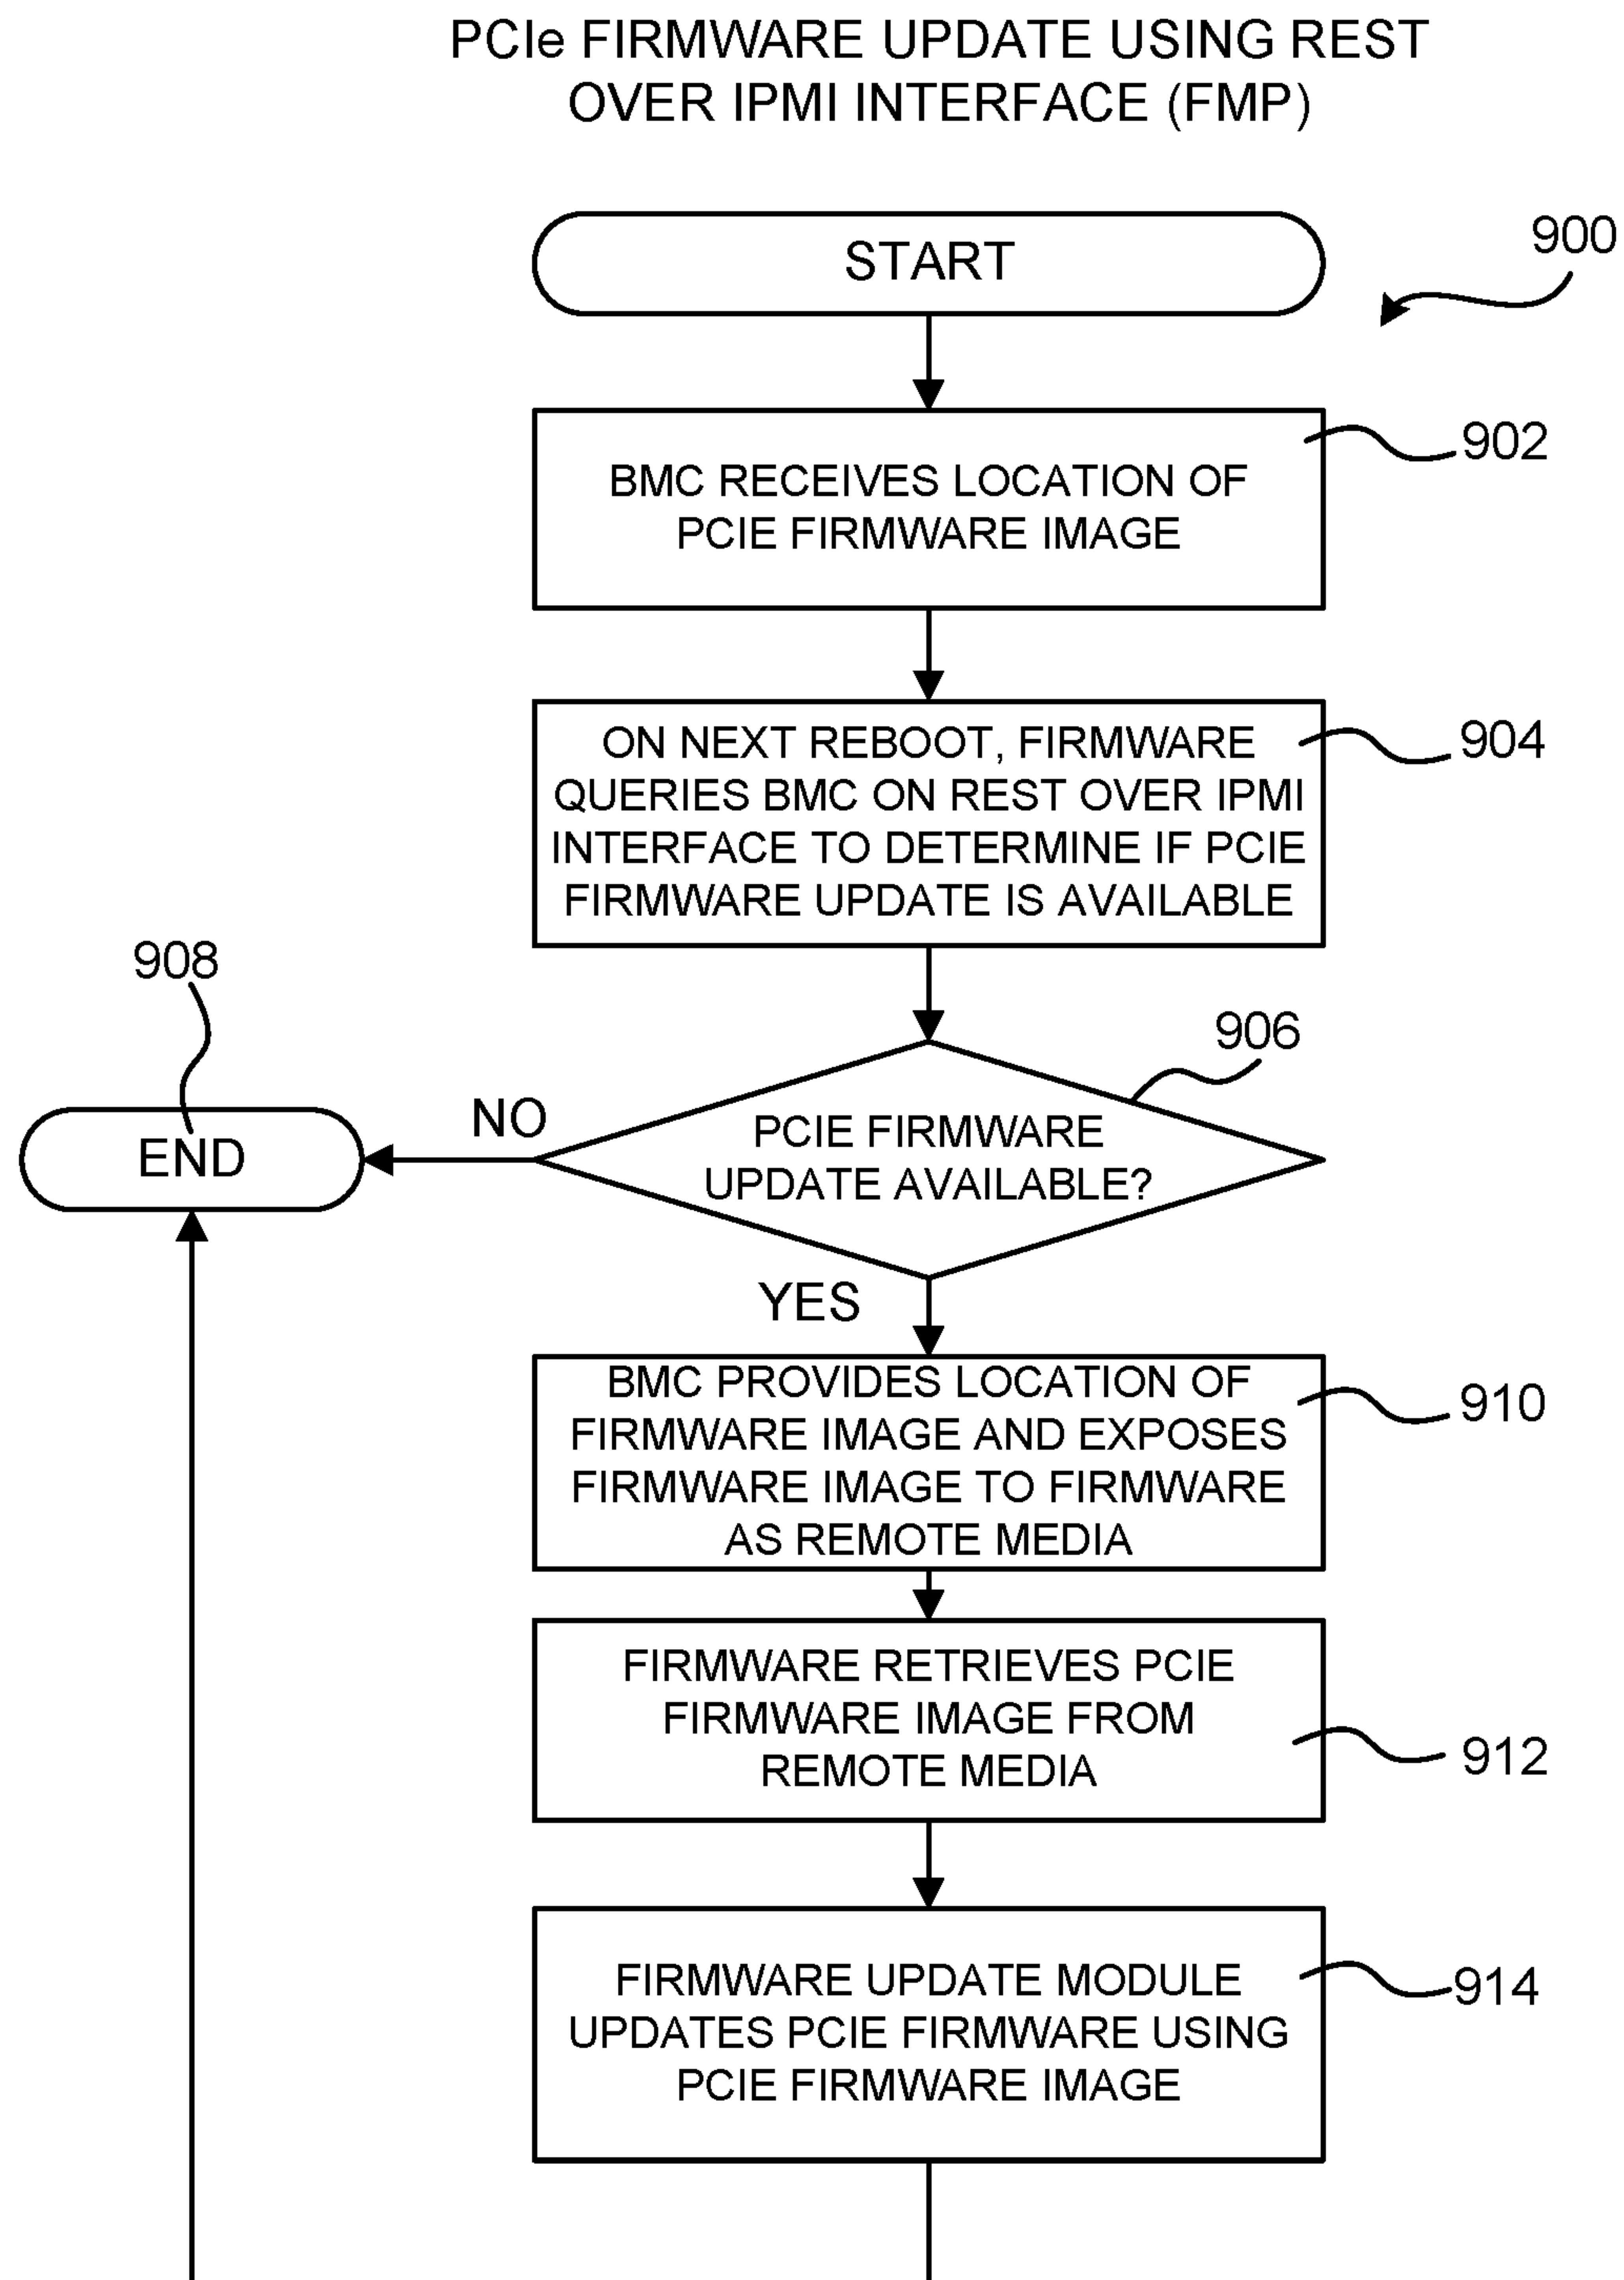 PCIe FIRMWARE UPDATE USING REST
OVER IPMI INTERFACE (FMP)
START
900
BMC RECEIVES LOCATION OF
PCIE FIRMWARE IMAGE
902
ON NEXT REBOOT, FIRMWARE
QUERIES BMC ON REST OVER IPMI
INTERFACE TO DETERMINE IF PCIE
FIRMWARE UPDATE IS AVAILABLE
904
908
END
NO
906
PCIE FIRMWARE
UPDATE AVAILABLE?
YES
BMC PROVIDES LOCATION OF
FIRMWARE IMAGE AND EXPOSES
FIRMWARE IMAGE TO FIRMWARE
AS REMOTE MEDIA
910
FIRMWARE RETRIEVES PCIE
FIRMWARE IMAGE FROM
REMOTE MEDIA
912
FIRMWARE UPDATE MODULE
UPDATES PCIE FIRMWARE USING
PCIE FIRMWARE IMAGE
914